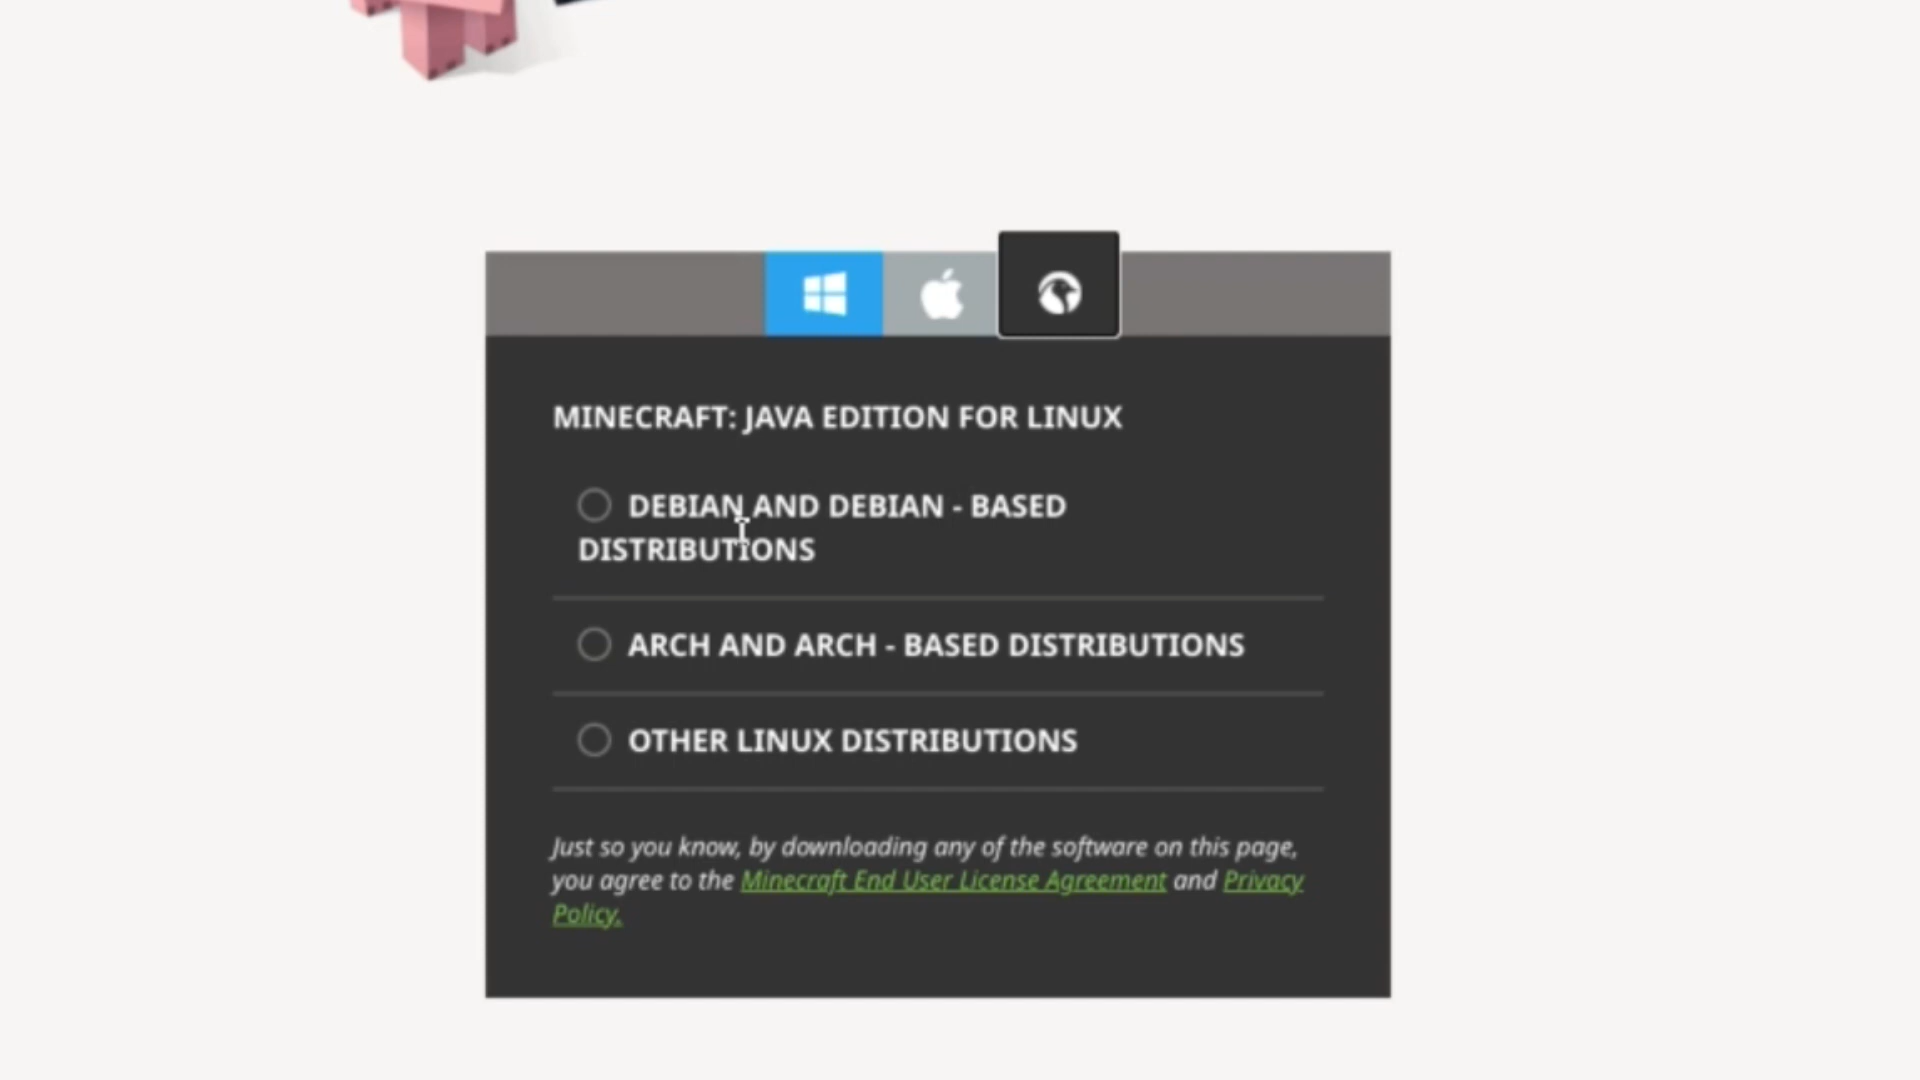 MINECRAFT: JAVA EDITION FOR LINUX
DEBIAN AND DEBIAN - BASED
DISTRIBUTIONS
ARCH AND ARCH - BASED DISTRIBUTIONS
OTHER LINUX DISTRIBUTIONS
Just so you know, by downloading any of the software on this page,
you agree to the Minecraft End User License Agreement and Privacy
Policy.